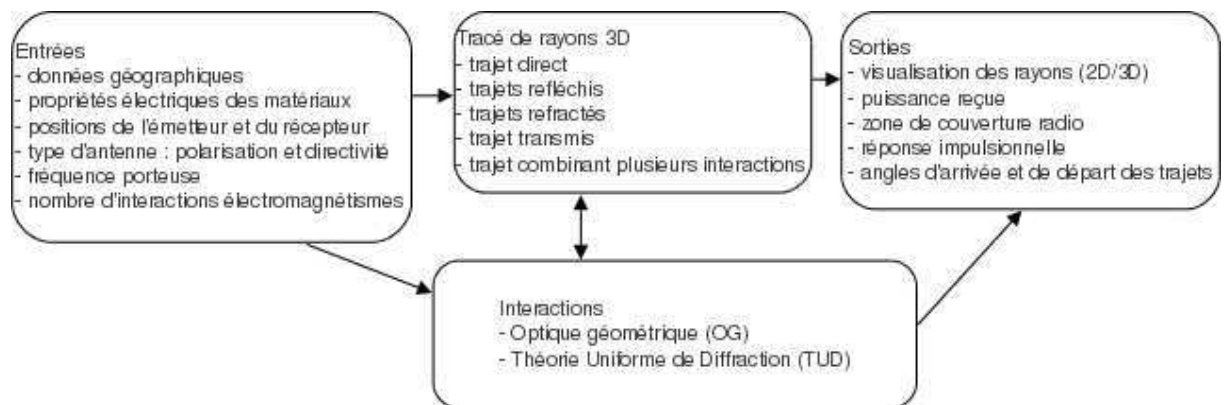 Entrées
- données géographiques
- propriétés électriques des matériaux
- positions de l'émetteur et du récepteur
- type d'antenne : polarisation et directivité
- fréquence porteuse
- nombre d'interactions électromagnétismes
Tracé de rayons 3D
- trajet direct
- trajets refléchis
- trajets refractés
- trajet transmis
- trajet combinant plusieurs interactions
Sorties
- visualisation des rayons (2D/3D)
- puissance reçue
- zone de couverture radio
- réponse impulsionnelle
- angles d'arrivée et de départ des trajets
Interactions
- Optique géométrique (OG)
- Théorie Uniforme de Diffraction (TUD)